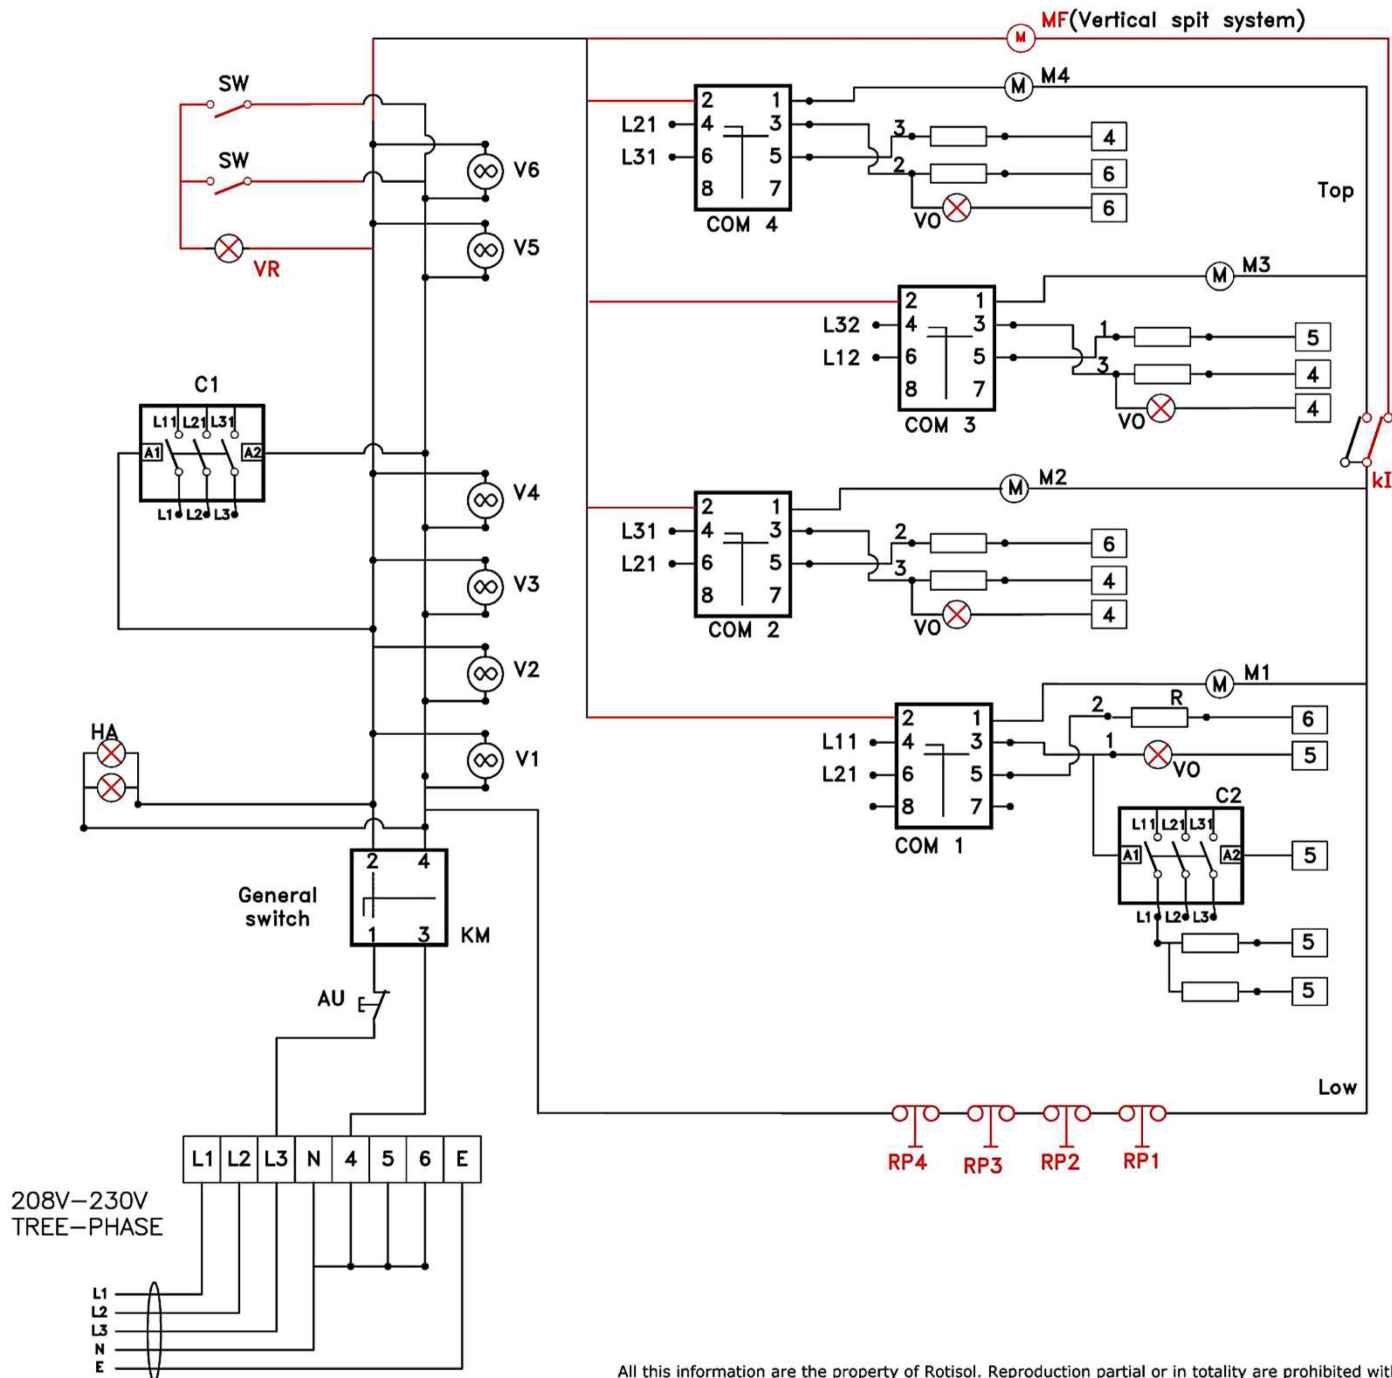 MF(Vertical spit system)
M
SW
2 1 M M4
L21 4 3 3 4
L31 6 5 2 6
8 7 VO 6
COM 4
Top
SW
V6
V5
VR
2 1 M M3
L32 4 3 1 5
L12 6 5 3 4
8 7 VO 4
COM 3
C1
L11 L21 L31
A1 A2
L1 L2 L3
kI
V4
2 1 M M2
L31 4 3 2 6
L21 6 5 3 4
8 7 VO 4
COM 2
V3
V2
HA
V1
2 1 M M1
2 R 6
L11 4 3 1 VO 5
L21 6 5
8 7
COM 1
C2
L11 L21 L31
A1 A2 5
L1 L2 L3
5
5
2 4
General
switch
1 3 KM
AU
Low
RP4 RP3 RP2 RP1
L1 L2 L3 N 4 5 6 E
208V-230V
TREE-PHASE
L1
L2
L3
N
E
All this information are the property of Rotisol. Reproduction partial or in totality are prohibited with